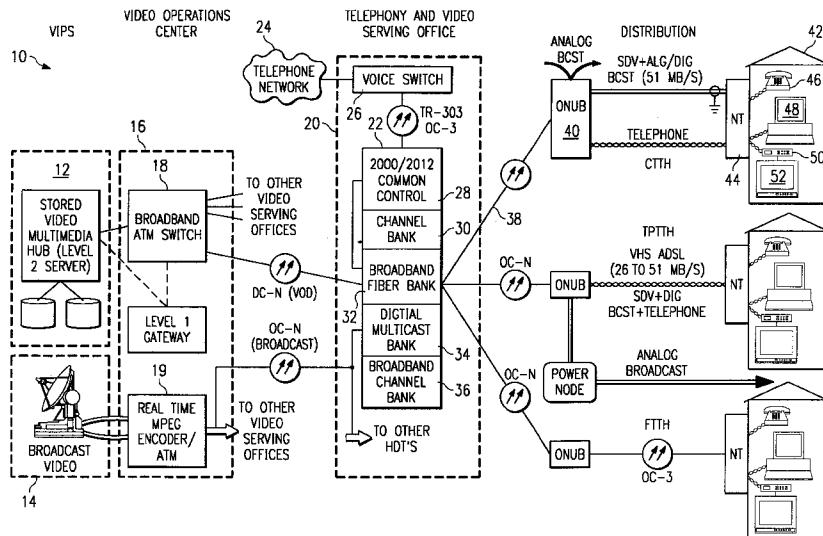 VIPS
VIDEO OPERATIONS
CENTER
TELEPHONY AND VIDEO
SERVING OFFICE
DISTRIBUTION
10
24
TELEPHONE
NETWORK
VOICE SWITCH
26
TR-303
OC-3
20
22
2000/2012
COMMON
CONTROL
28
CHANNEL
BANK
30
BROADBAND
FIBER BANK
32
DIGTIAL
MULTICAST
BANK
34
BROADBAND
CHANNEL
BANK
36
TO OTHER
HDT'S
16
12
STORED
VIDEO
MULTIMEDIA
HUB (LEVEL
2 SERVER)
18
BROADBAND
ATM SWITCH
TO OTHER
VIDEO
SERVING
OFFICES
DC-N (VOD)
LEVEL 1
GATEWAY
OC-N
(BROADCAST)
19
REAL TIME
MPEG
ENCODER/
ATM
TO OTHER
VIDEO SERVING
OFFICES
BROADCAST
VIDEO
14
38
ANALOG
BCST
SDV+ALG/DIG
BCST (51 MB/S)
ONUB
40
TELEPHONE
CTTH
NT
44
42
46
48
50
52
OC-N
ONUB
TPTTH
VHS ADSL
(26 TO 51 MB/S)
SDV+DIG
BCST+TELEPHONE
NT
POWER
NODE
ANALOG
BROADCAST
OC-N
ONUB
FTTH
OC-3
NT